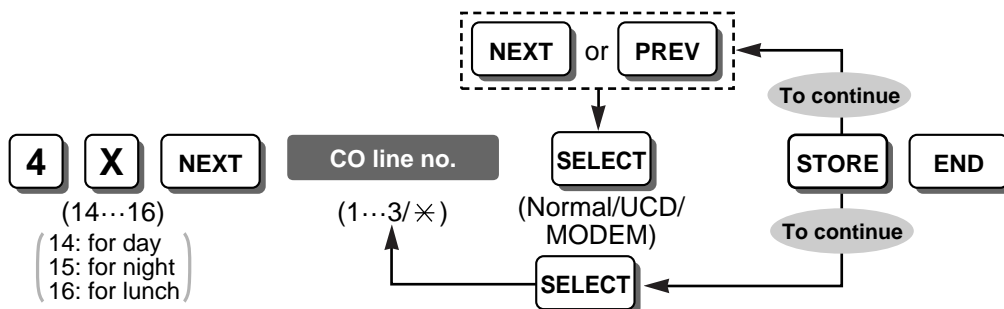 NEXT or PREV
To continue
4 X NEXT CO line no. SELECT STORE END
(14···16) (1···3/✳) (Normal/UCD/
MODEM)
To continue
14: for day
15: for night
16: for lunch
SELECT